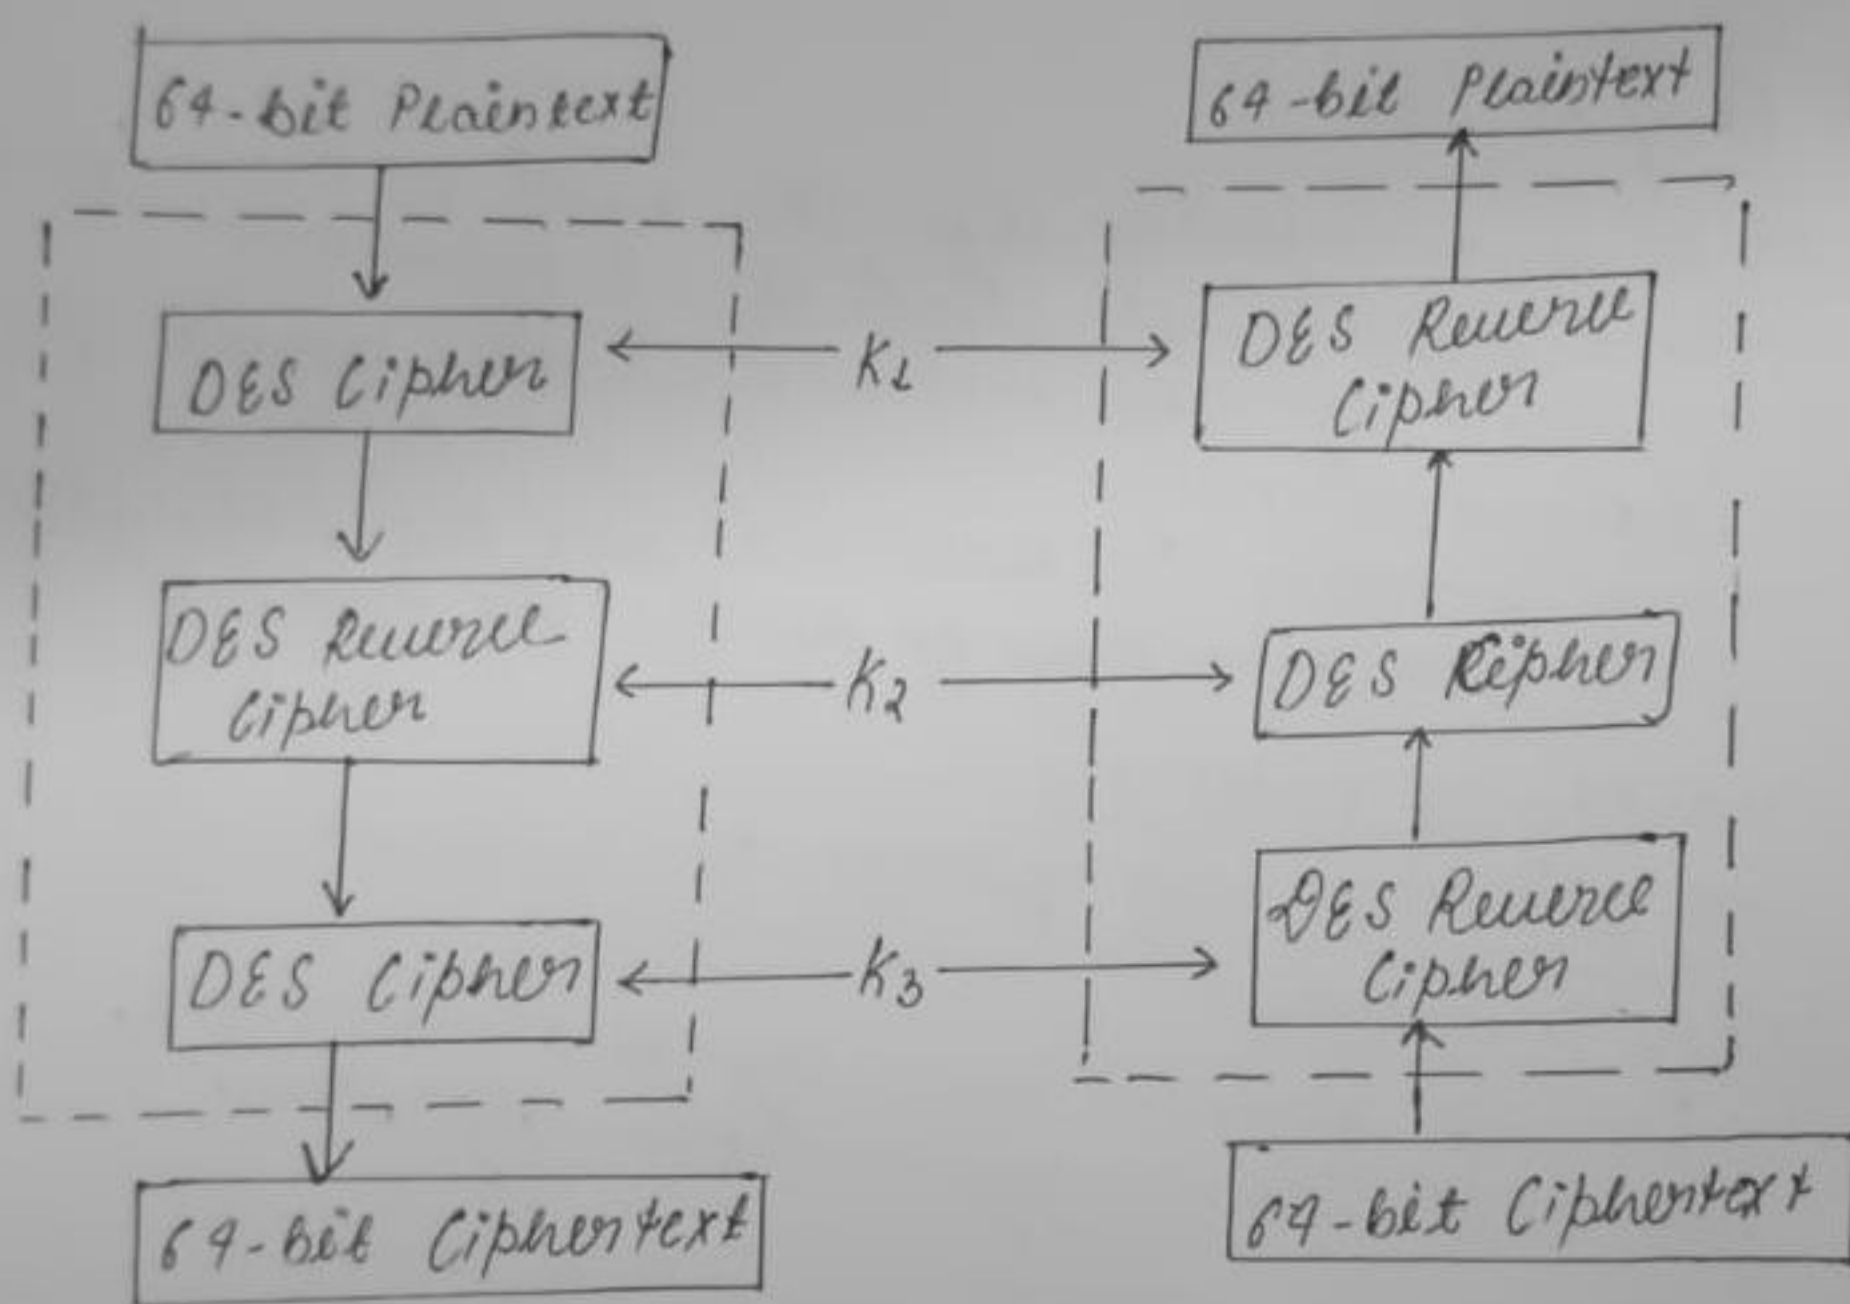 64-bit Plaintext
DES Cipher
DES Reverse
Cipher
DES Cipher
64-bit Ciphertext
K1
K2
K3
64-bit Plaintext
DES Reverse
Cipher
DES Cipher
DES Reverse
Cipher
64-bit Ciphertext